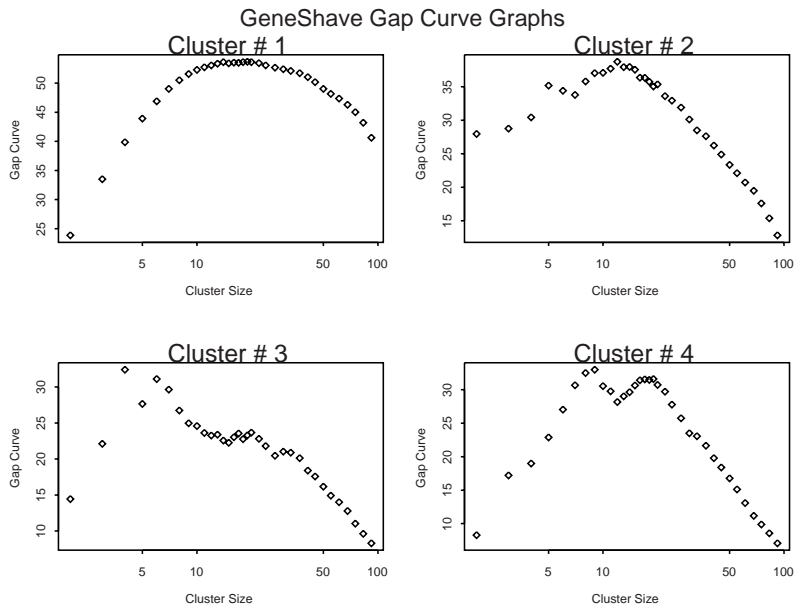 GeneShave Gap Curve Graphs
Cluster # 1
Gap Curve
50
45
40
35
30
25
5 10 50 100
Cluster Size
Cluster # 2
Gap Curve
35
30
25
20
15
5 10 50 100
Cluster Size
Cluster # 3
Gap Curve
30
25
20
15
10
5 10 50 100
Cluster Size
Cluster # 4
Gap Curve
30
25
20
15
10
5 10 50 100
Cluster Size